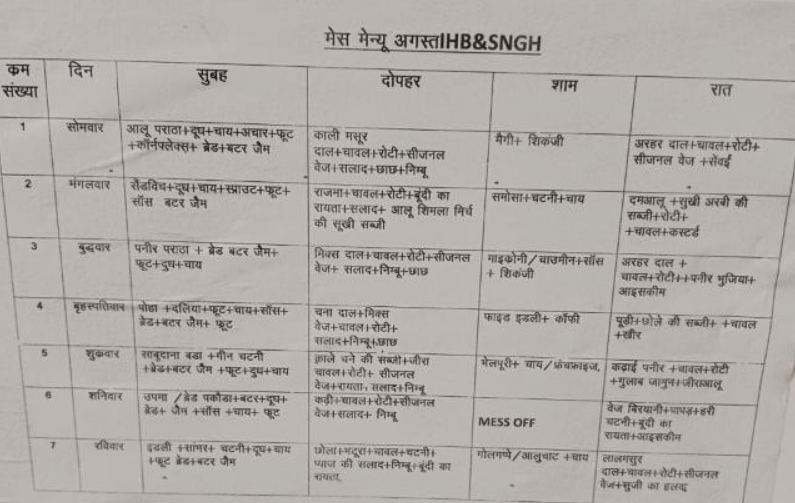 मेस मेन्यू अगस्तIHB&SNGH
कम संख्या दिन सुबह दोपहर शाम रात
1 सोमवार
आलू पराठा+दूध+चाय+अचार+फूट
+कॉर्नफ्लेक्स+ ब्रेड+बटर जैम
काली मसूर
दाल+चावल+रोटी+सीजनल
वेज+सलाद+छाछ+निम्बू
मैगी+ शिकंजी
अरहर दाल+चावल+रोटी+
सीजनल वेज +सेंवई
2 मंगलवार
सैंडविच+दूध+चाय+स्प्राउट+फूट+
सॉस बटर जैम
राजमा+चावल+रोटी+बूंदी का
रायता+सलाद+ आलू शिमला मिर्च
की सूखी सब्जी
समोसा+चटनी+चाय
दमआलू +सुखी अरबी की
सब्जी+रोटी+
+चावल+कस्टर्ड
3 बुद्धवार
पनीर पराठा + ब्रेड बटर जैम+
फूट+दुध+चाय
मिक्स दाल+चावल+रोटी+सीजनल
वेज+ सलाद+निम्बू+छाछ
माइक्रोनी/चाउमीन+सॉस
+ शिकंजी
अरहर दाल +
चावल+रोटी++पनीर भुजिया+
आइसकीम
4 बृहस्पतिवार
पोहा +दलिया+फूट+चाय+सॉस+
ब्रेड+बटर जैम+ फूट
चना दाल+मिक्स
वेज+चावल+रोटी+
सलाद+निम्बू+छाछ
फाइड इडली+ कॉफी
पूडी+छोले की सब्जी+ +चावल
+खीर
5 शुक्रवार
साबूदाना बडा +गीन चटनी
+ब्रेड+बटर जैम +फूट+दुध+चाय
काले चने की सब्जी+जीरा
चावल+रोटी+ सीजनल
वेज+रायता, सलाद+निम्बू
भेलपूरी+ चाय/फ्रेंचफ्राइज,
कढ़ाई पनीर +चावल+रोटी
+गुलाब जामुन+जीराआलू
6 शनिवार
उपमा /ब्रेड पकौडा+बटर+दूध+
ब्रेड+ जैम +सॉस +चाय+ फूट
कढ़ी+चावल+रोटी+सीजनल
वेज+सलाद+ निम्बू
MESS OFF
वेज बिरयानी+पापड़+हरी
चटनी+बूंदी का
रायता+आइसकीम
7 रविवार
इडली +सांभर+ चटनी+दूध+चाय
+फूट ब्रेड+बटर जैम
छोला+भटूरा+चावल+चटनी+
प्याज की सलाद+निम्बू+बूंदी का
रायता,
गोलगप्पे/आलुचाट +चाय
लालमसुर
दाल+चावल+रोटी+सीजनल
वेज+सुजी का हलवा